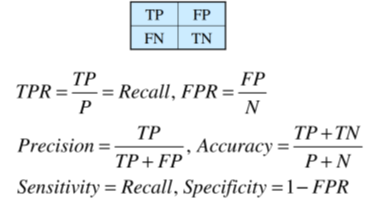 TP FP
FN TN
TPR = TP/P = Recall, FPR = FP/N
Precision = TP/(TP + FP), Accuracy = (TP + TN)/(P + N)
Sensitivity = Recall, Specificity = 1 − FPR